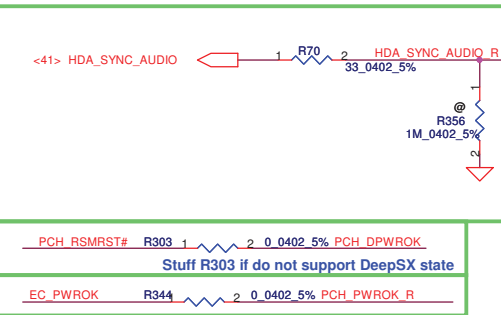 <41> HDA_SYNC_AUDIO 1 R70 2 HDA_SYNC_AUDIO_R
33_0402_5%
1
@
R356
1M_0402_5%
2
PCH_RSMRST# R303 1 2 0_0402_5% PCH_DPWROK
Stuff R303 if do not support DeepSX state
EC_PWROK R344 1 2 0_0402_5% PCH_PWROK_R